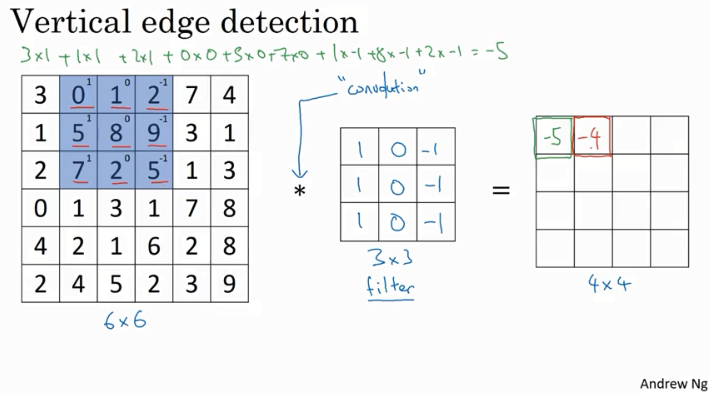 Vertical edge detection
3×1 + 1×1 + 2×1 + 0×0 + 5×0 + 7×0 + 1×-1 + 8×-1 + 2×-1 = -5
"convolution"
3 0 1 2 7 4
1 0 -1
1 5 8 9 3 1
1 0 -1
2 7 2 5 1 3
1 0 -1
0 1 3 1 7 8
4 2 1 6 2 8
2 4 5 2 3 9
6×6
*
1 0 -1
1 0 -1
1 0 -1
3×3
filter
=
-5 -4
4×4
Andrew Ng